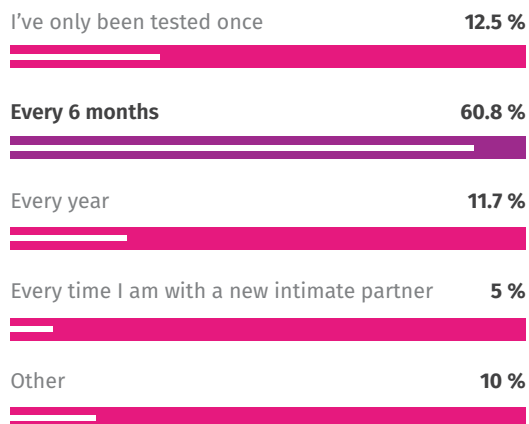 I’ve only been tested once 12.5 %
Every 6 months 60.8 %
Every year 11.7 %
Every time I am with a new intimate partner 5 %
Other 10 %